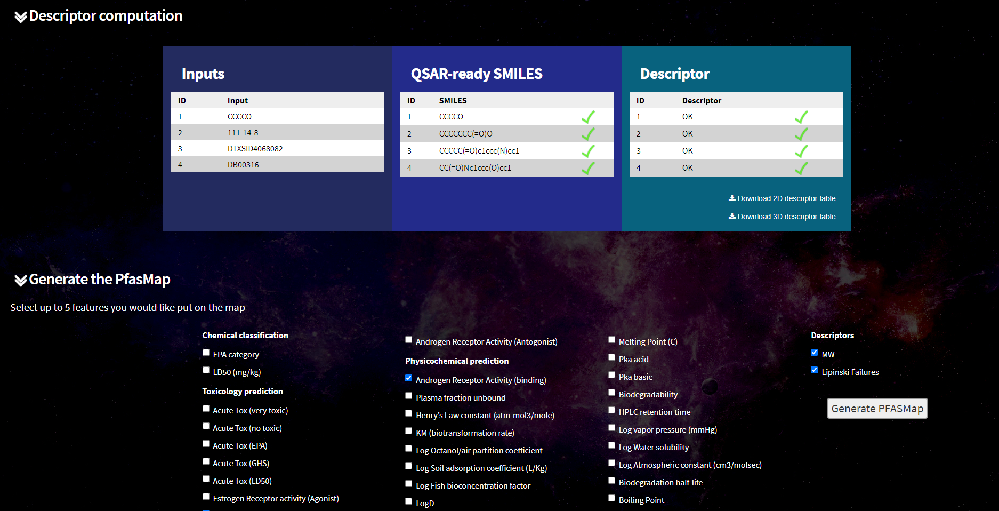 Descriptor computation
Inputs
ID Input
1 CCCCO
2 111-14-8
3 DTXSID4068082
4 DB00316
QSAR-ready SMILES
ID SMILES
1 CCCCO
2 CCCCCCC(=O)O
3 CCCCC(=O)c1ccc(N)cc1
4 CC(=O)Nc1ccc(O)cc1
Descriptor
ID Descriptor
1 OK
2 OK
3 OK
4 OK
Download 2D descriptor table
Download 3D descriptor table
Generate the PfasMap
Select up to 5 features you would like put on the map
Chemical classification
EPA category
LD50 (mg/kg)
Toxicology prediction
Acute Tox (very toxic)
Acute Tox (no toxic)
Acute Tox (EPA)
Acute Tox (GHS)
Acute Tox (LD50)
Estrogen Receptor activity (Agonist)
Androgen Receptor Activity (Antogonist)
Physicochemical prediction
Androgen Receptor Activity (binding)
Plasma fraction unbound
Henry’s Law constant (atm-mol3/mole)
KM (biotransformation rate)
Log Octanol/air partition coefficient
Log Soil adsorption coefficient (L/Kg)
Log Fish bioconcentration factor
LogD
Melting Point (C)
Pka acid
Pka basic
Biodegradability
HPLC retention time
Log vapor pressure (mmHg)
Log Water solubility
Log Atmospheric constant (cm3/molsec)
Biodegradation half-life
Boiling Point
Descriptors
MW
Lipinski Failures
Generate PFASMap